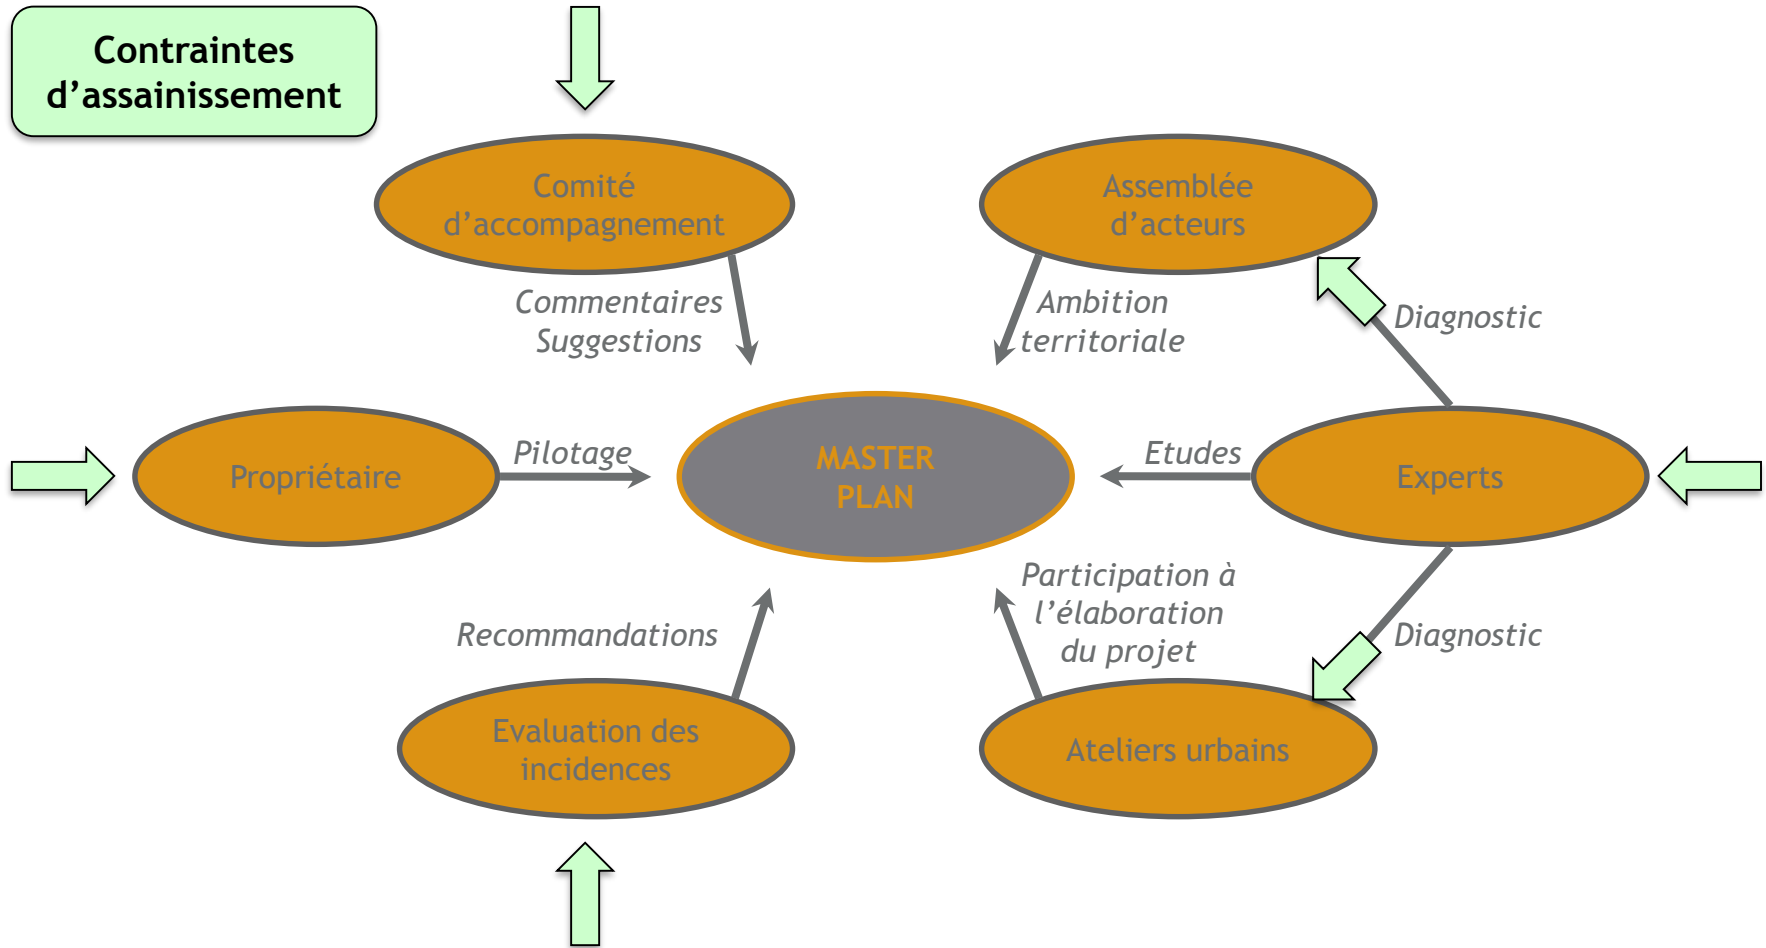 Contraintes
d’assainissement
Comité
d’accompagnement
Assemblée
d’acteurs
Commentaires
Suggestions
Ambition
territoriale
Diagnostic
Propriétaire
Pilotage
MASTER
PLAN
Etudes
Experts
Recommandations
Participation à
l’élaboration
du projet
Diagnostic
Evaluation des
incidences
Ateliers urbains